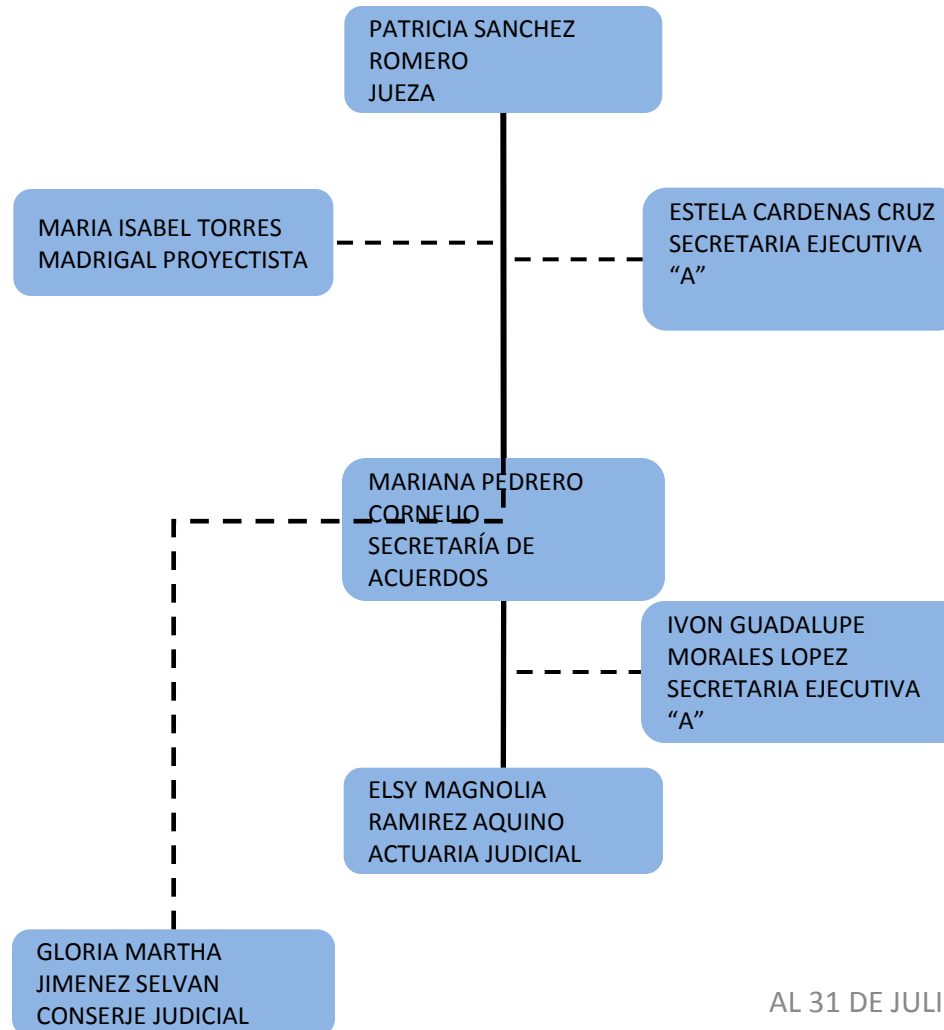 PATRICIA SANCHEZ
ROMERO
JUEZA
MARIA ISABEL TORRES
MADRIGAL PROYECTISTA
ESTELA CARDENAS CRUZ
SECRETARIA EJECUTIVA
“A”
MARIANA PEDRERO
CORNELIO
SECRETARÍA DE
ACUERDOS
IVON GUADALUPE
MORALES LOPEZ
SECRETARIA EJECUTIVA
“A”
ELSY MAGNOLIA
RAMIREZ AQUINO
ACTUARIA JUDICIAL
GLORIA MARTHA
JIMENEZ SELVAN
CONSERJE JUDICIAL
AL 31 DE JULI